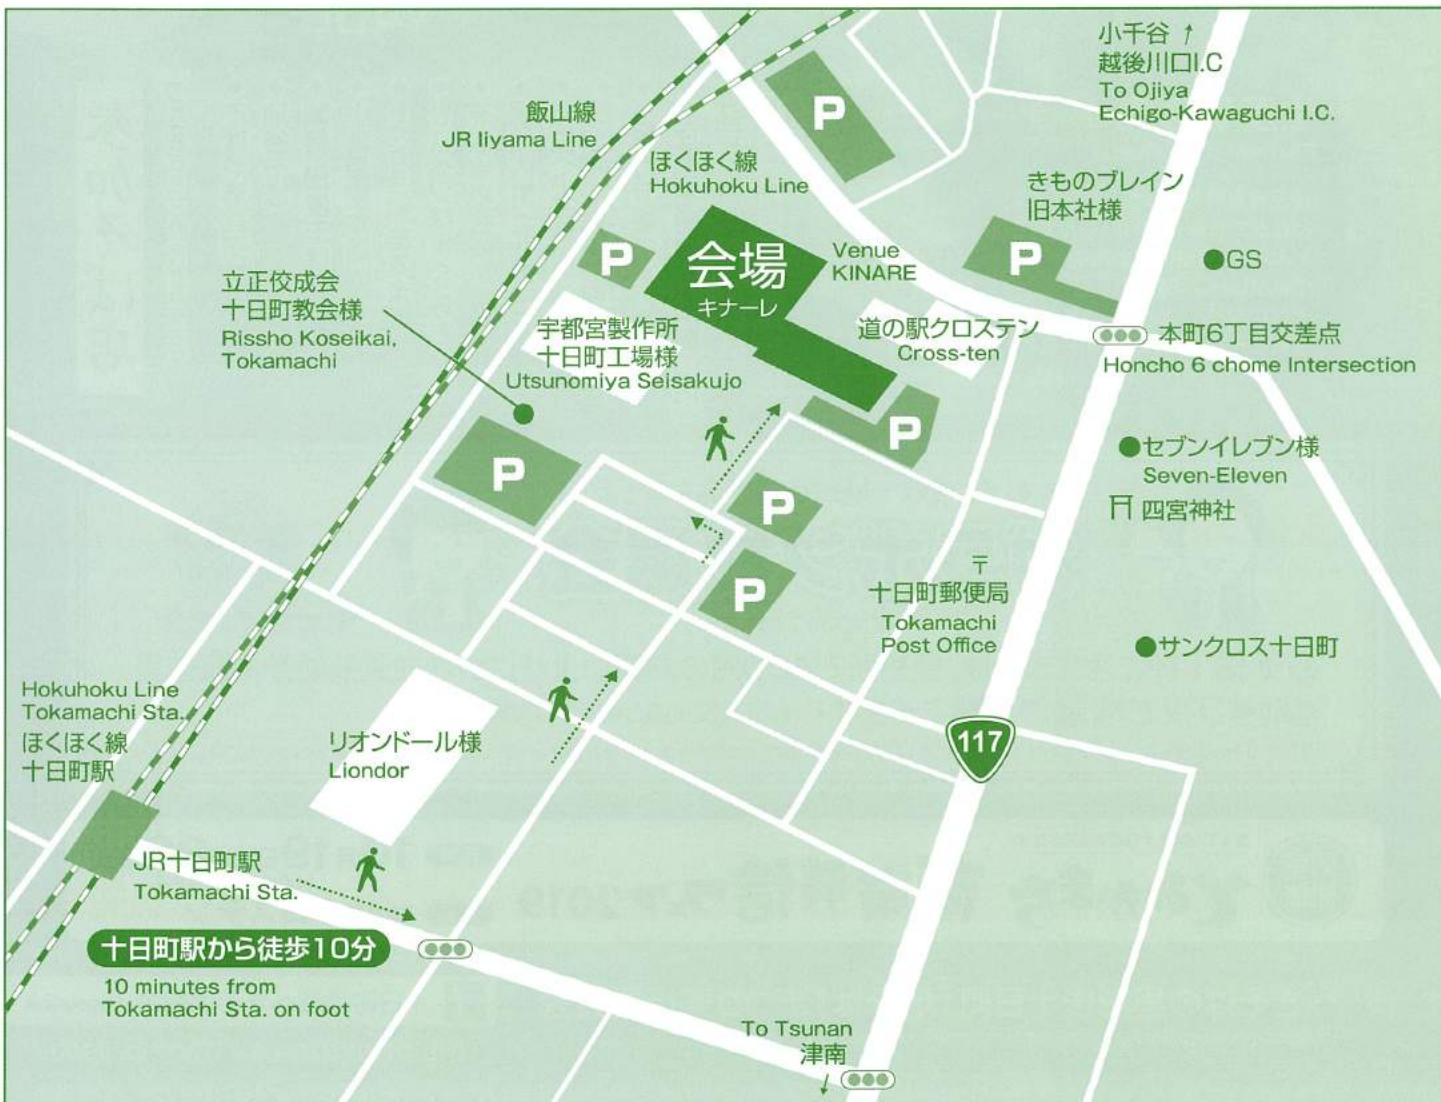 小千谷 ↑
越後川口I.C
To Ojiya
Echigo-Kawaguchi I.C.
飯山線
JR Iiyama Line
P
ほくほく線
Hokuhoku Line
きものブレイン
旧本社様
P
P
会場
キナーレ
Venue
KINARE
GS
立正佼成会
十日町教会様
Rissho Koseikai,
Tokamachi
宇都宮製作所
十日町工場様
Utsunomiya Seisakujo
道の駅クロステン
Cross-ten
本町6丁目交差点
Honcho 6 chome Intersection
P
P
セブンイレブン様
Seven-Eleven
四宮神社
P
P
〒
十日町郵便局
Tokamachi
Post Office
サンクロス十日町
Hokuhoku Line
Tokamachi Sta.
ほくほく線
十日町駅
リオンドール様
Liondor
117
JR十日町駅
Tokamachi Sta.
十日町駅から徒歩10分
10 minutes from
Tokamachi Sta. on foot
To Tsunan
津南
↓